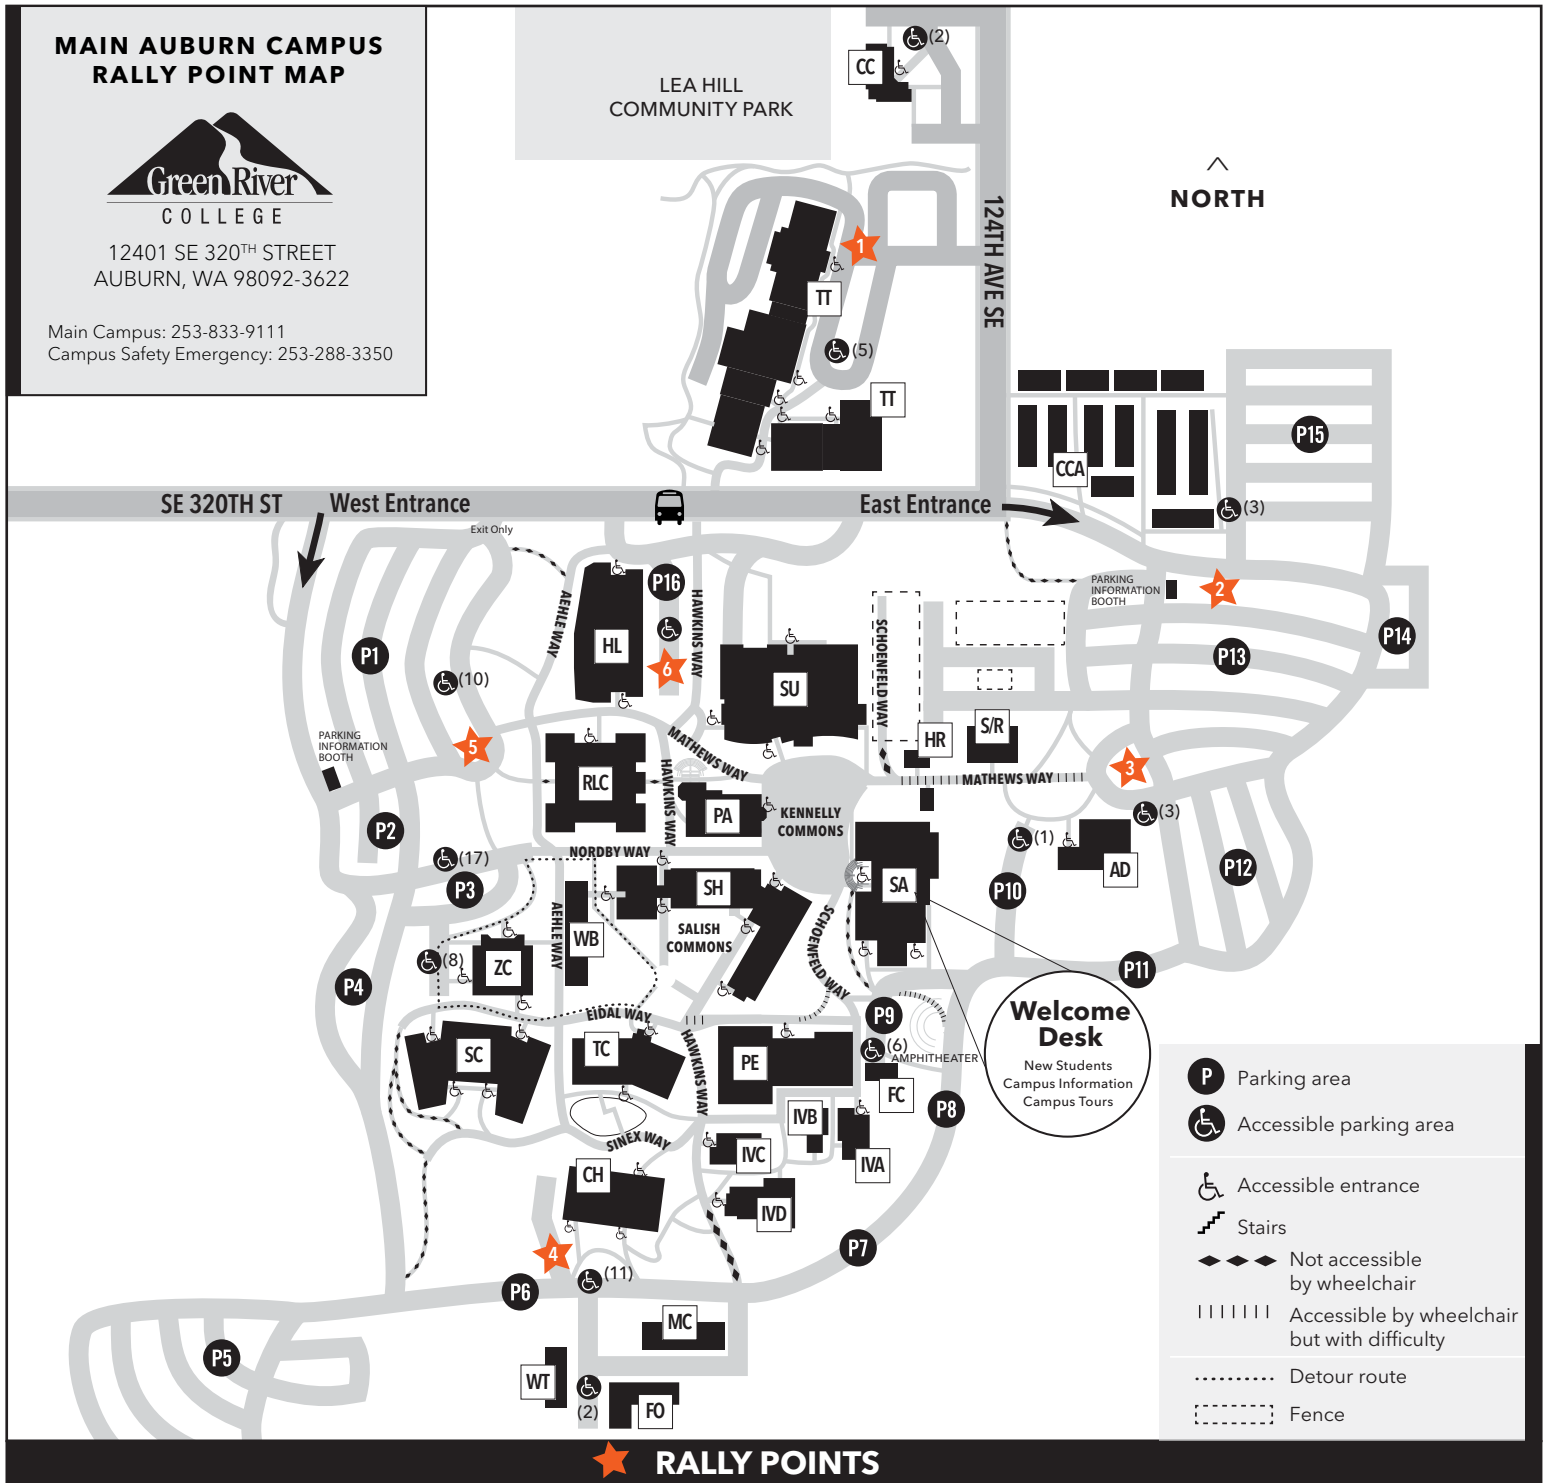 MAIN AUBURN CAMPUS
RALLY POINT MAP
Green River
COLLEGE
12401 SE 320TH STREET
AUBURN, WA 98092-3622
Main Campus: 253-833-9111
Campus Safety Emergency: 253-288-3350
LEA HILL
COMMUNITY PARK
CC
(2)
NORTH
124TH AVE SE
1
TT
(5)
TT
P15
CCA
(3)
SE 320TH ST
West Entrance
East Entrance
Exit Only
PARKING
INFORMATION
BOOTH
2
P16
AEHLE WAY
HAWKINS WAY
HL
6
SCHOENFELD WAY
P14
P13
P1
(10)
SU
5
PARKING
INFORMATION
BOOTH
MATHEWS WAY
HR
S/R
3
MATHEWS WAY
RLC
HAWKINS WAY
PA
KENNELLY
COMMONS
(3)
P2
(1)
AD
P12
NORDBY WAY
(17)
P3
SH
SA
P10
AEHLE WAY
WB
SALISH
COMMONS
SCHOENFELD WAY
ZC
(8)
P4
P11
EIDAL WAY
P9
Welcome
Desk
New Students
Campus Information
Campus Tours
(6)
AMPHITHEATER
SC
TC
HAWKINS WAY
PE
FC
P8
IVB
SINEX WAY
IVC
IVA
CH
IVD
P7
4
(11)
P6
MC
P5
WT
(2)
FO
P
Parking area
Accessible parking area
Accessible entrance
Stairs
Not accessible
by wheelchair
Accessible by wheelchair
but with difficulty
Detour route
Fence
RALLY POINTS